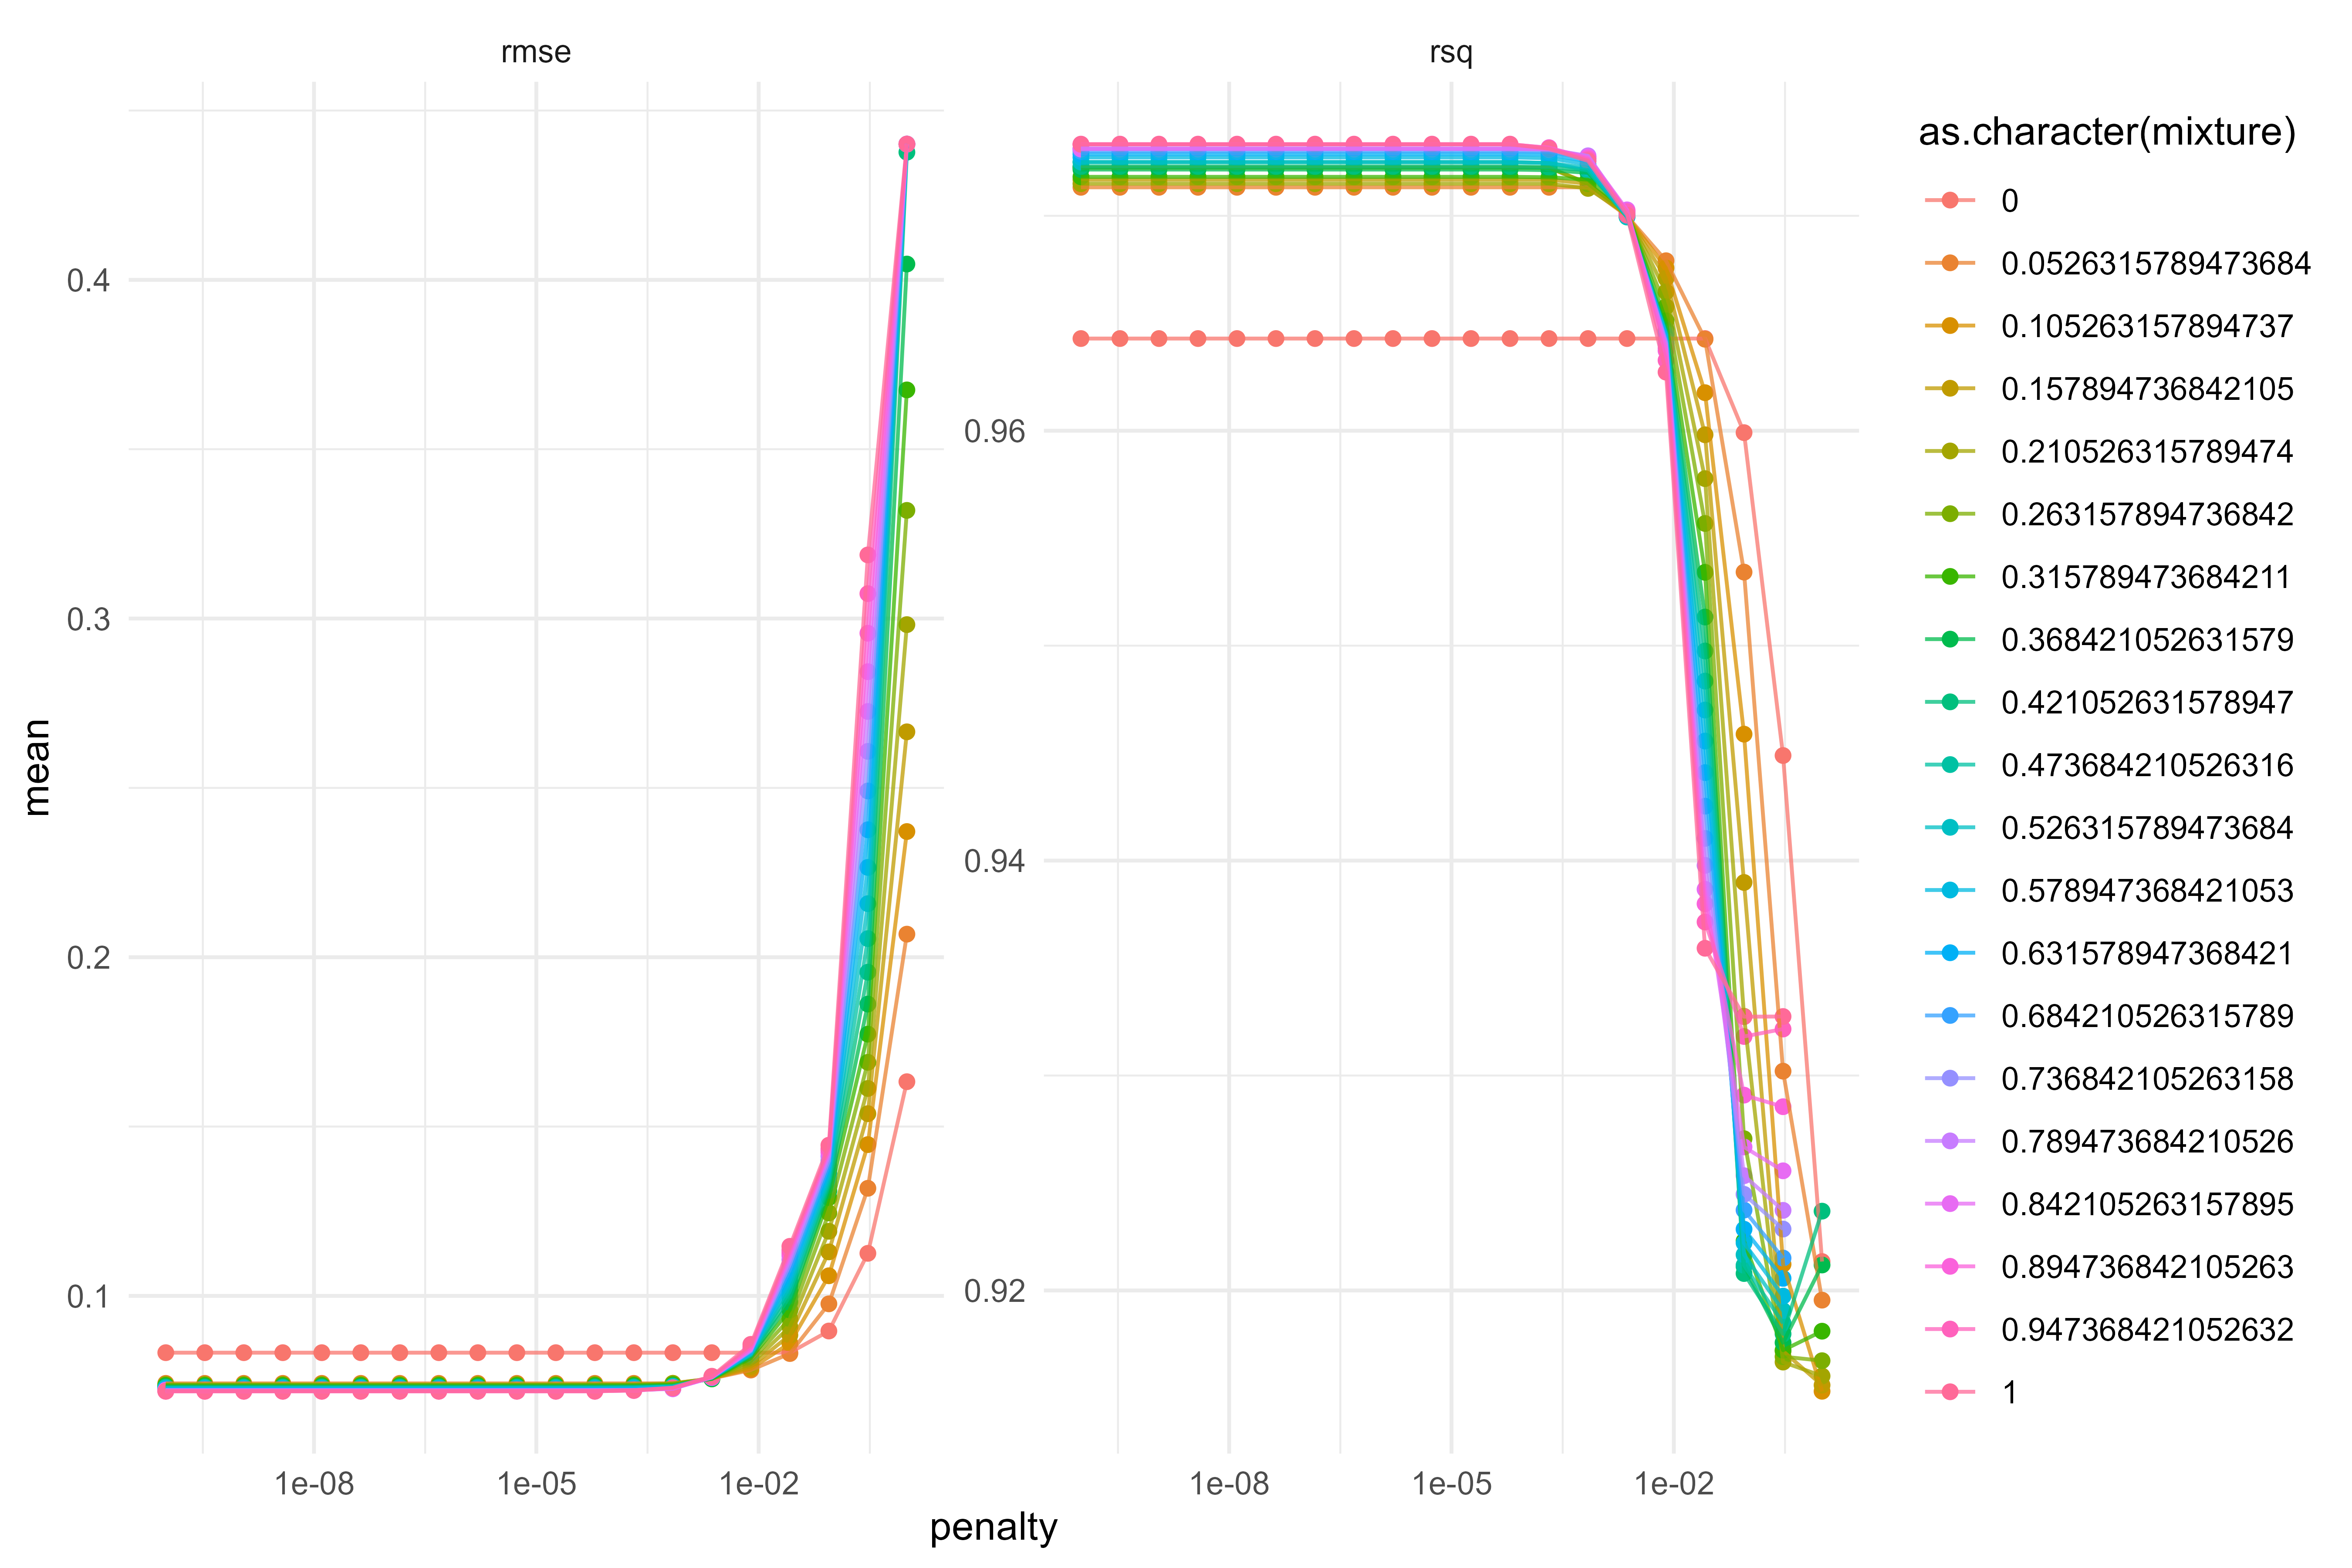 rmse
rsq
mean
0.4
0.3
0.2
0.1
0.96
0.94
0.92
1e-08
1e-05
1e-02
1e-08
1e-05
1e-02
penalty
as.character(mixture)
0
0.0526315789473684
0.105263157894737
0.157894736842105
0.210526315789474
0.263157894736842
0.315789473684211
0.368421052631579
0.421052631578947
0.473684210526316
0.526315789473684
0.578947368421053
0.631578947368421
0.684210526315789
0.736842105263158
0.789473684210526
0.842105263157895
0.894736842105263
0.947368421052632
1